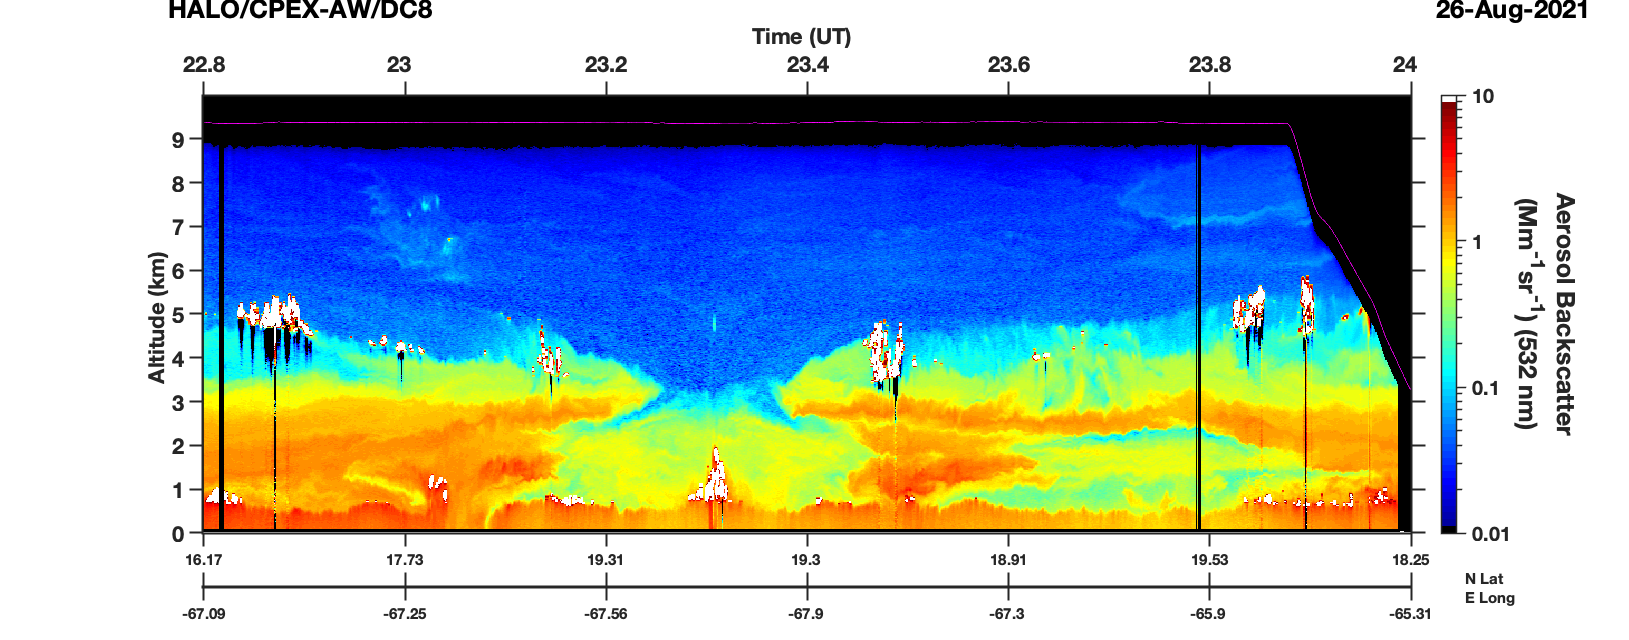 HALO/CPEX-AW/DC8
26-Aug-2021
Time (UT)
22.8 23 23.2 23.4 23.6 23.8 24
Altitude (km)
9
8
7
6
5
4
3
2
1
0
10
1
0.1
0.01
Aerosol Backscatter
(Mm⁻¹ sr⁻¹) (532 nm)
16.17 17.73 19.31 19.3 18.91 19.53 18.25
N Lat
E Long
-67.09 -67.25 -67.56 -67.9 -67.3 -65.9 -65.31